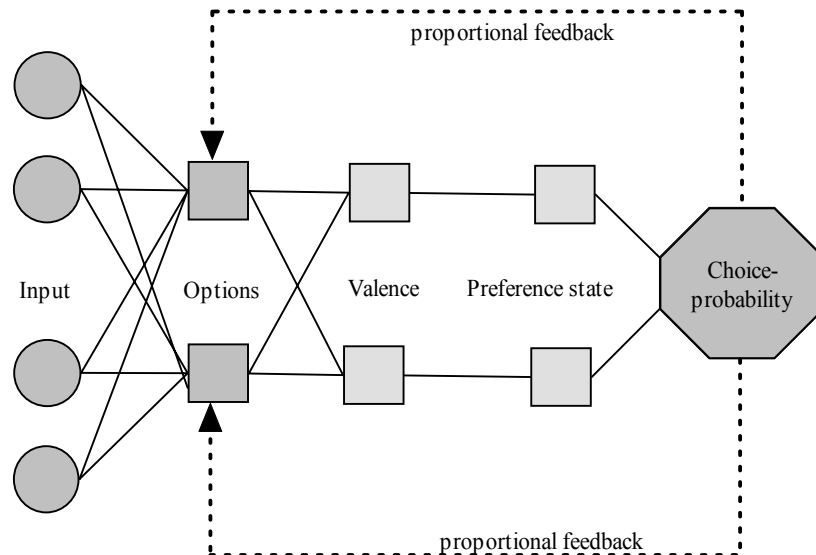 proportional feedback
Input
Options
Valence
Preference state
Choice-
probability
proportional feedback